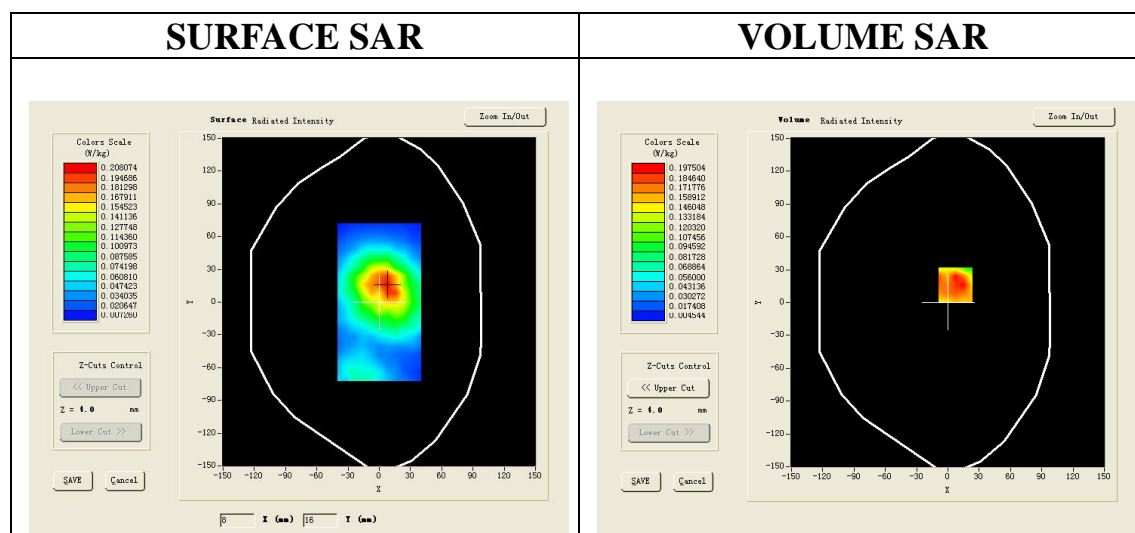 SURFACE SAR
VOLUME SAR
Surface Radiated Intensity
Zoom In/Out
Colors Scale
(W/kg)
0.208074
0.194686
0.181298
0.167911
0.154523
0.141136
0.127748
0.114360
0.100973
0.087585
0.074198
0.060810
0.047423
0.034035
0.020647
0.007260
Z-Cuts Control
<< Upper Cut
Z = 4.0 mm
Lower Cut >>
SAVE Cancel
150
120
90
60
30
0
-30
-60
-90
-120
-150
Y
-150 -120 -90 -60 -30 0 30 60 90 120 150
X
8 X (mm) 16 Y (mm)
Volume Radiated Intensity
Zoom In/Out
Colors Scale
(W/kg)
0.197504
0.184640
0.171776
0.158912
0.146048
0.133184
0.120320
0.107456
0.094592
0.081728
0.068864
0.056000
0.043136
0.030272
0.017408
0.004544
Z-Cuts Control
<< Upper Cut
Z = 4.0 mm
Lower Cut >>
SAVE Cancel
150
120
90
60
30
0
-30
-60
-90
-120
-150
Y
-150 -120 -90 -60 -30 0 30 60 90 120 150
X